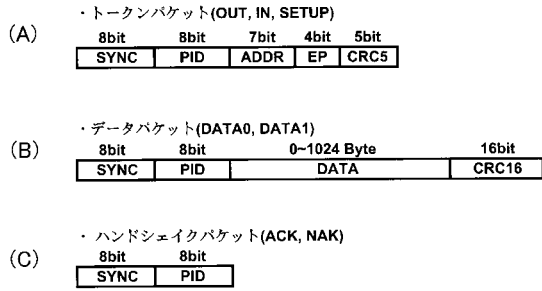 ・トークンパケット(OUT, IN, SETUP)
(A)
8bit 8bit 7bit 4bit 5bit
SYNC PID ADDR EP CRC5
・データパケット(DATA0, DATA1)
(B)
8bit 8bit 0~1024 Byte 16bit
SYNC PID DATA CRC16
・ハンドシェイクパケット(ACK, NAK)
(C)
8bit 8bit
SYNC PID